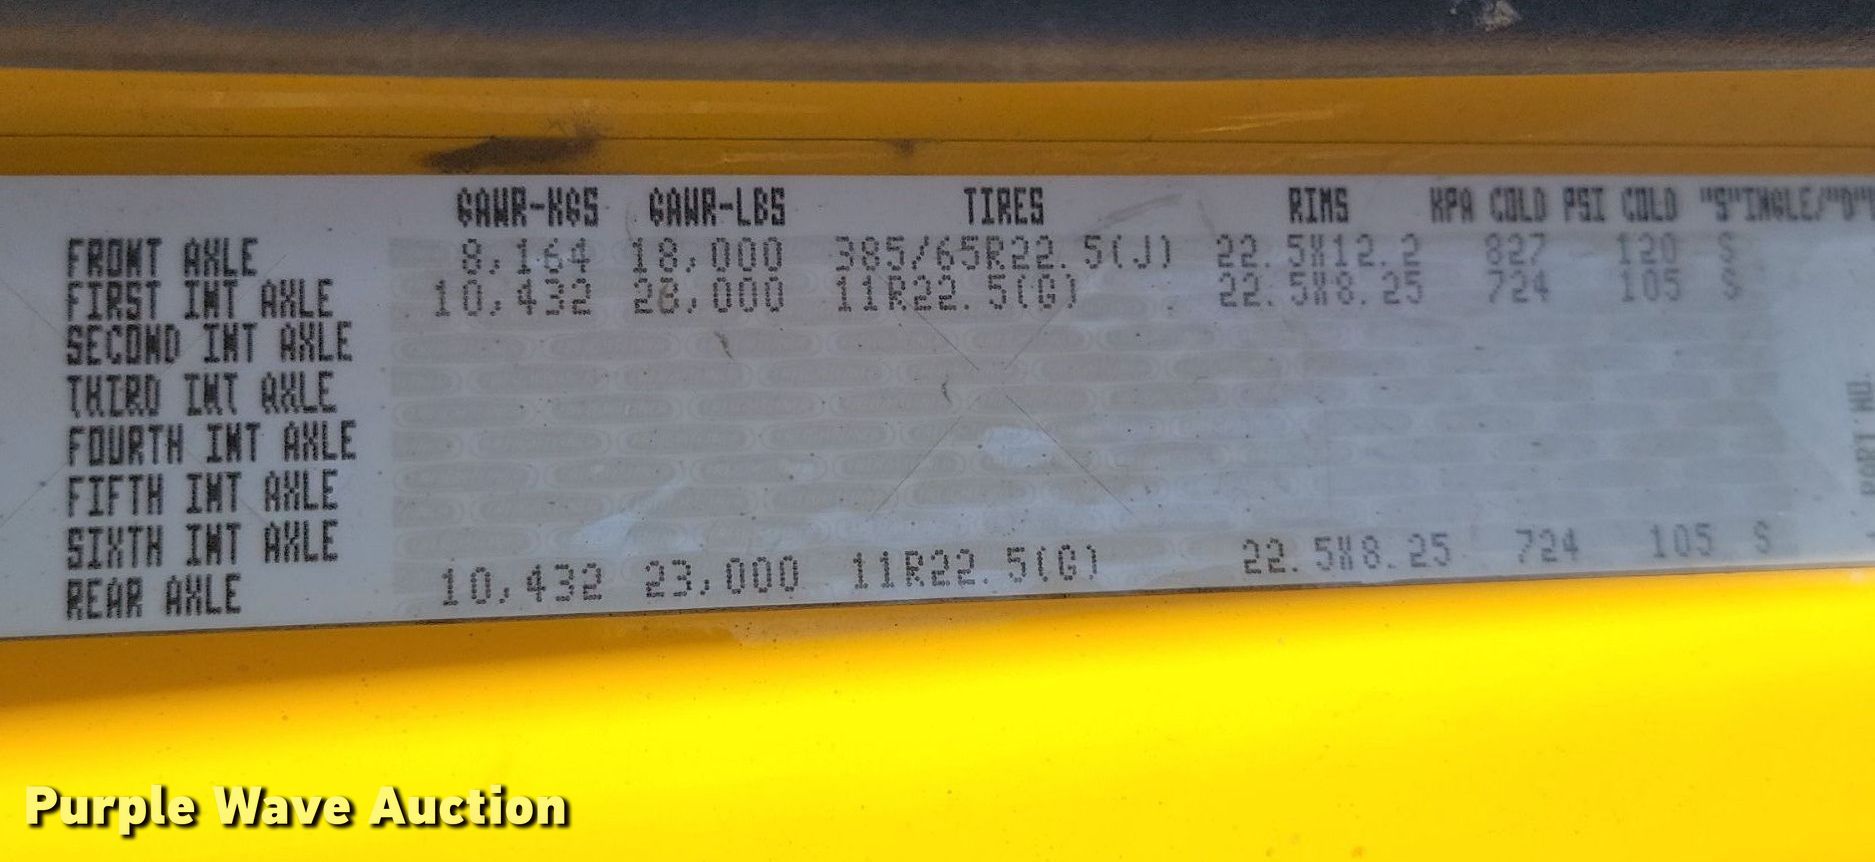 GAWR-KGS GAWR-LBS TIRES RIMS KPA COLD PSI COLD "S"INGLE/"D"
FRONT AXLE 8,164 18,000 385/65R22.5(J) 22.5X12.2 827 120 S
FIRST INT AXLE 10,432 23,000 11R22.5(G) 22.5X8.25 724 105 S
SECOND INT AXLE
THIRD INT AXLE
FOURTH INT AXLE
FIFTH INT AXLE
SIXTH INT AXLE
REAR AXLE 10,432 23,000 11R22.5(G) 22.5X8.25 724 105 S
PART NO.
Purple Wave Auction